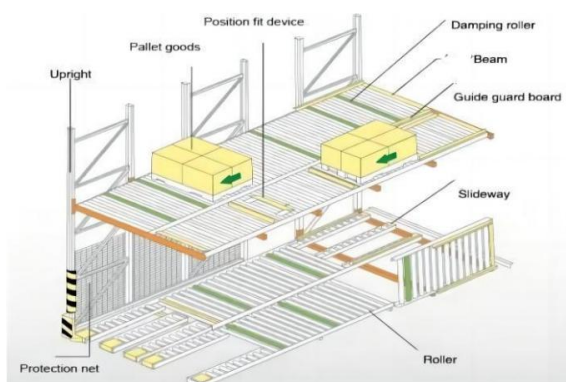 Position fit device
Damping roller
Pallet goods
Beam
Upright
Guide guard board
Slideway
Roller
Protection net